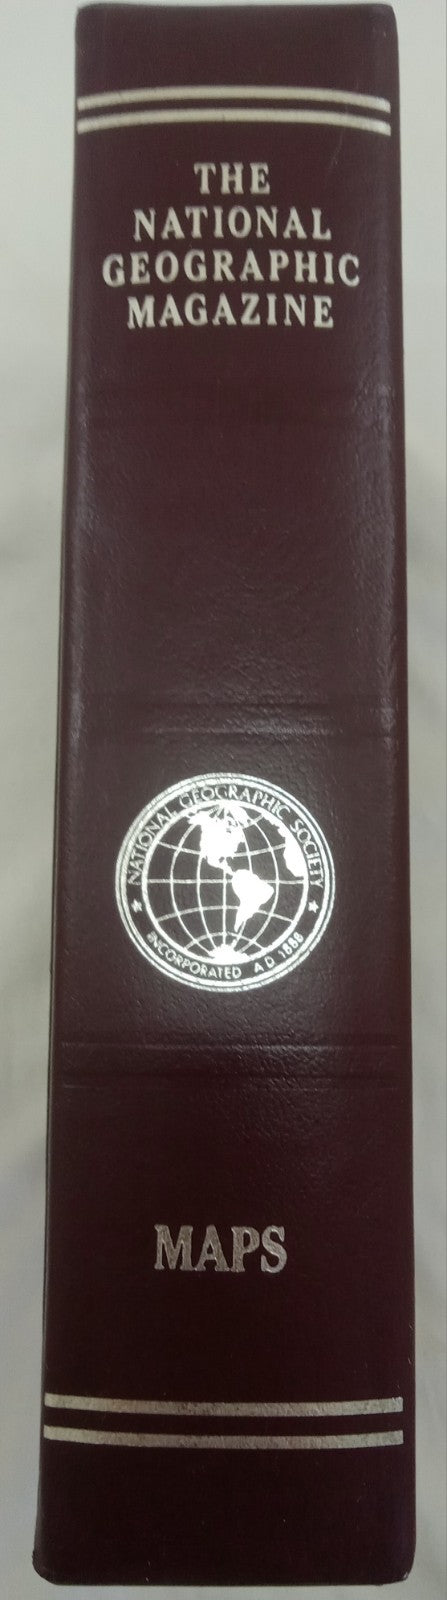 THE
NATIONAL
GEOGRAPHIC
MAGAZINE
NATIONAL GEOGRAPHIC SOCIETY
INCORPORATED A D 1888
MAPS